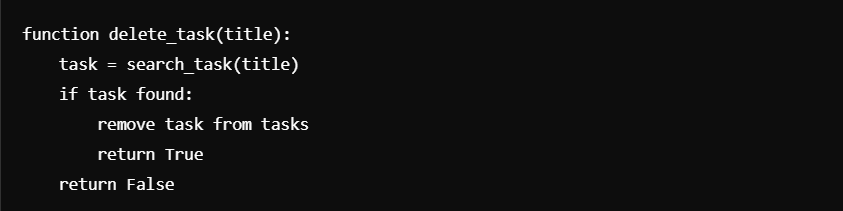 function delete_task(title):
    task = search_task(title)
    if task found:
        remove task from tasks
        return True
    return False